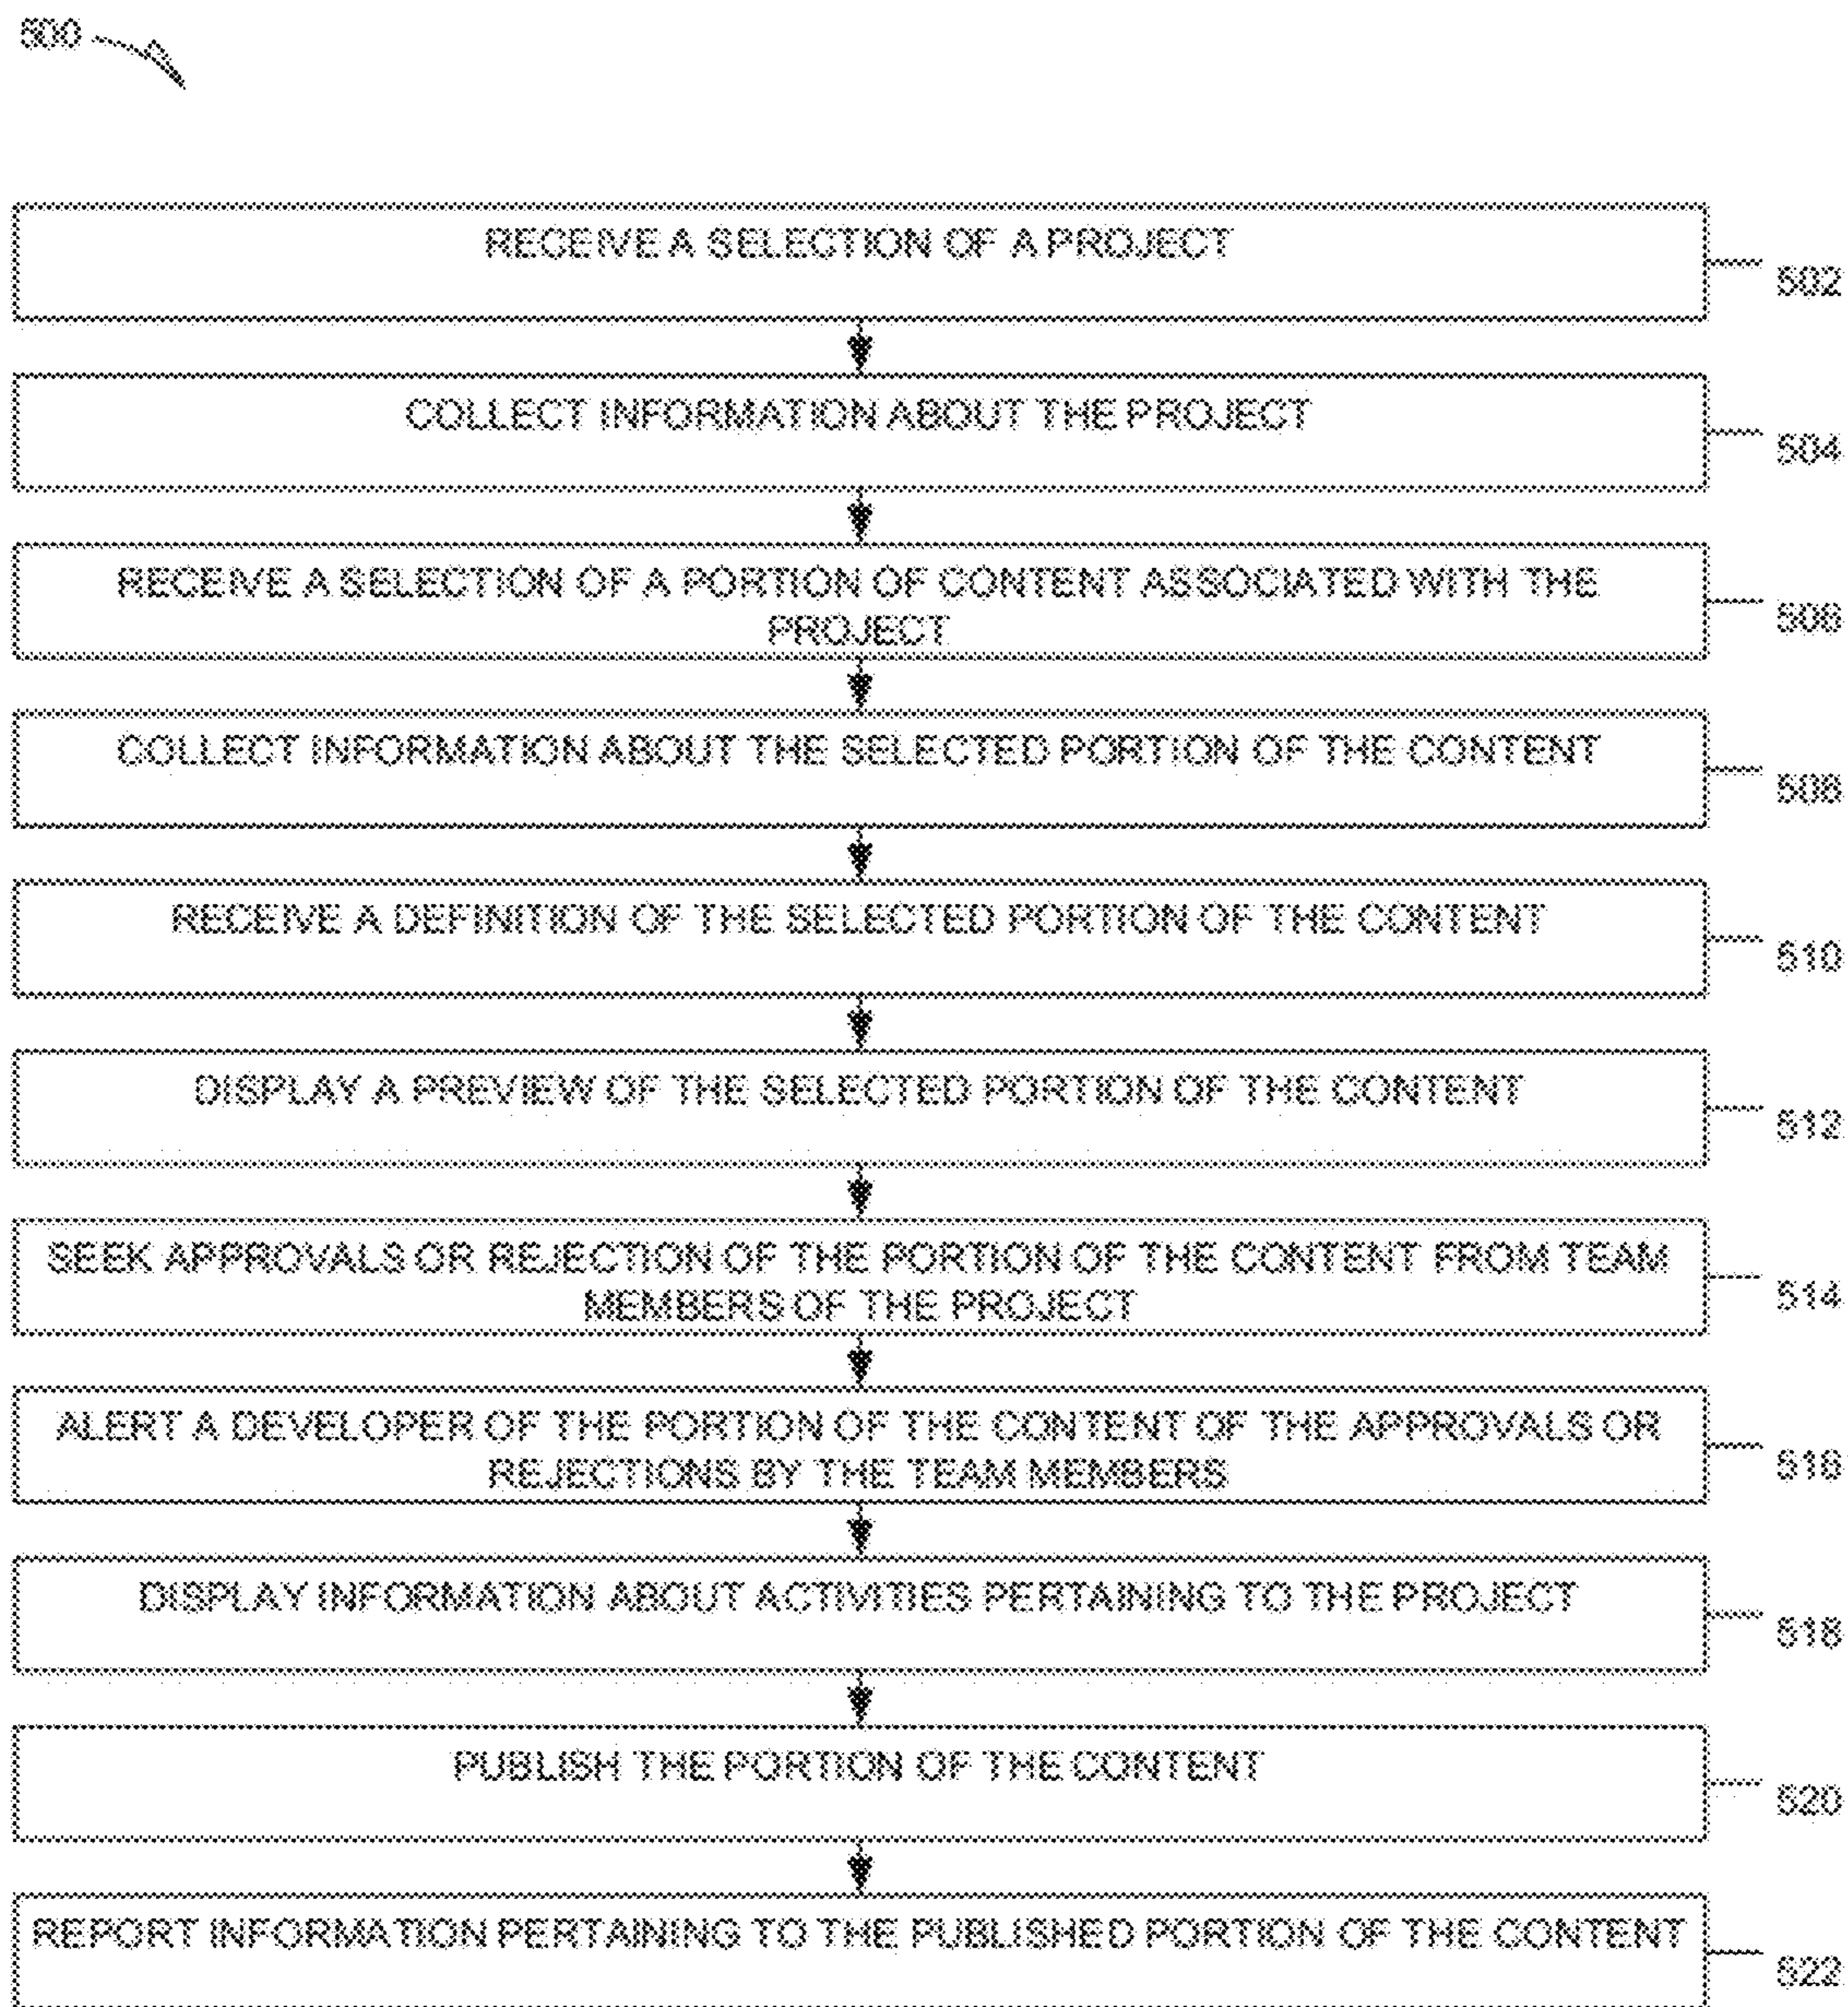 500
RECEIVE A SELECTION OF A PROJECT
502
COLLECT INFORMATION ABOUT THE PROJECT
504
RECEIVE A SELECTION OF A PORTION OF CONTENT ASSOCIATED WITH THE
PROJECT
506
COLLECT INFORMATION ABOUT THE SELECTED PORTION OF THE CONTENT
508
RECEIVE A DEFINITION OF THE SELECTED PORTION OF THE CONTENT
510
DISPLAY A PREVIEW OF THE SELECTED PORTION OF THE CONTENT
512
SEEK APPROVALS OR REJECTION OF THE PORTION OF THE CONTENT FROM TEAM
MEMBERS OF THE PROJECT
514
ALERT A DEVELOPER OF THE PORTION OF THE CONTENT OF THE APPROVALS OR
REJECTIONS BY THE TEAM MEMBERS
516
DISPLAY INFORMATION ABOUT ACTIVITIES PERTAINING TO THE PROJECT
518
PUBLISH THE PORTION OF THE CONTENT
520
REPORT INFORMATION PERTAINING TO THE PUBLISHED PORTION OF THE CONTENT
522